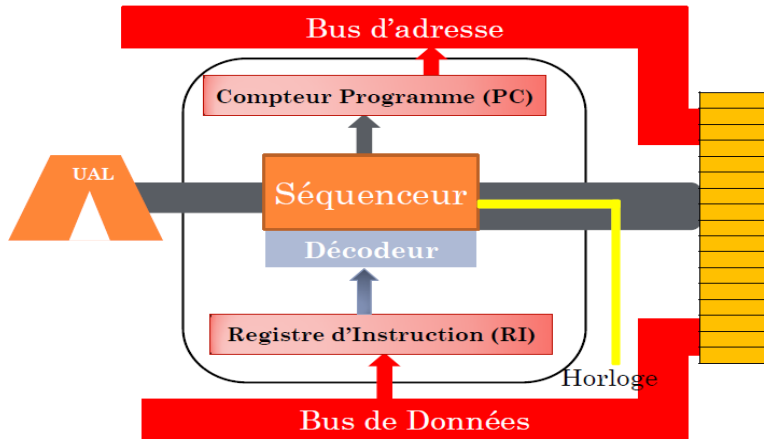 Bus d'adresse
Compteur Programme (PC)
UAL
Séquenceur
Décodeur
Registre d'Instruction (RI)
Horloge
Bus de Données